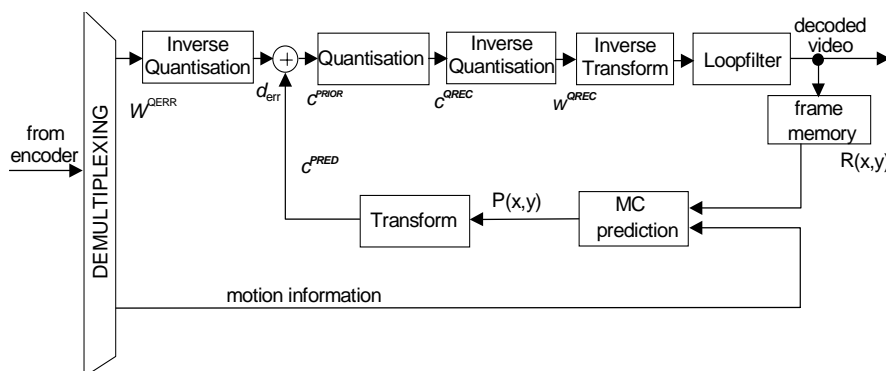 Inverse
Quantisation
Quantisation
Inverse
Quantisation
Inverse
Transform
Loopfilter
decoded
video
W^QERR
d_err
c^PRIOR
c^QREC
w^QREC
frame
memory
R(x,y)
from
encoder
DEMULTIPLEXING
c^PRED
Transform
P(x,y)
MC
prediction
motion information